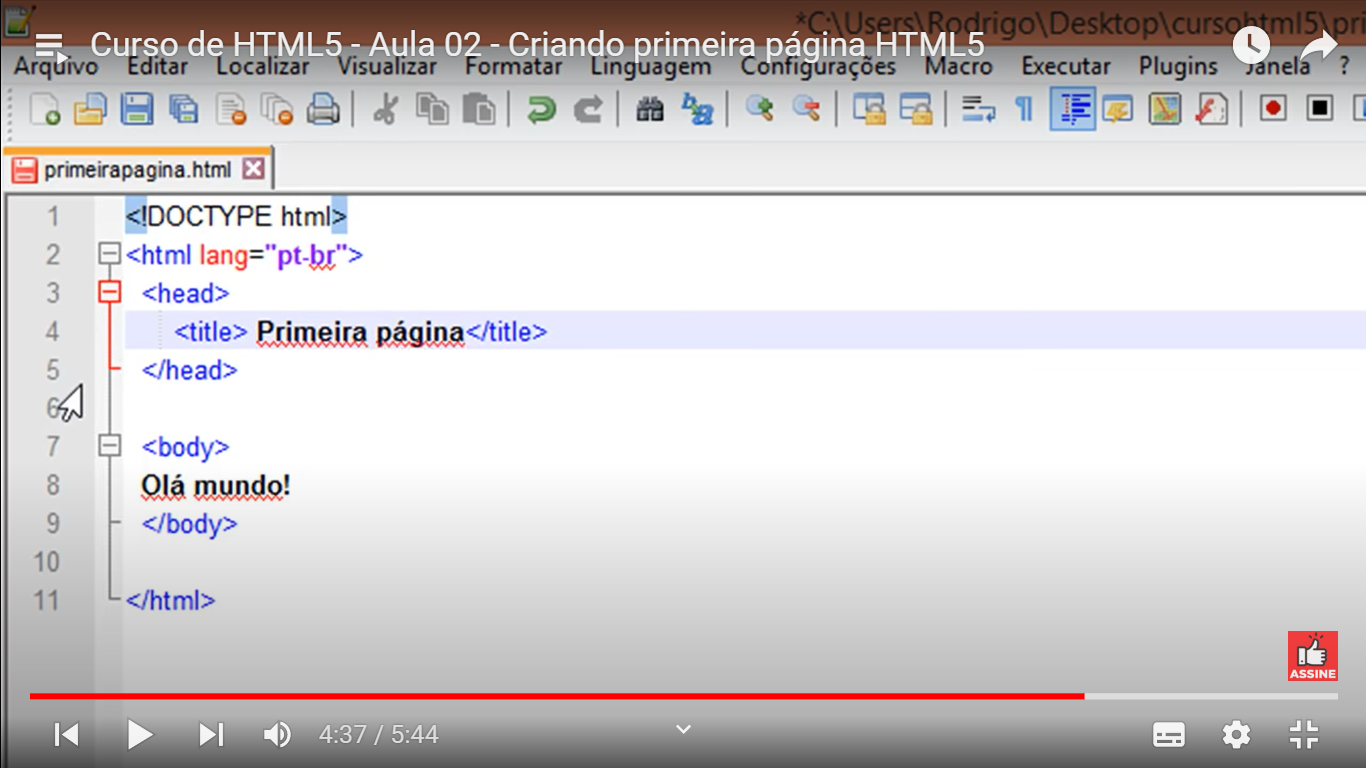 *C:\Users\Rodrigo\Desktop\cursohtml5\pri
Curso de HTML5 - Aula 02 - Criando primeira página HTML5
Arquivo Editar Localizar Visualizar Formatar Linguagem Configurações Macro Executar Plugins Janela ?
primeirapagina.html
1 <!DOCTYPE html>
2 <html lang="pt-br">
3 <head>
4 <title> Primeira página</title>
5 </head>
6
7 <body>
8 Olá mundo!
9 </body>
10
11 </html>
ASSINE
4:37 / 5:44